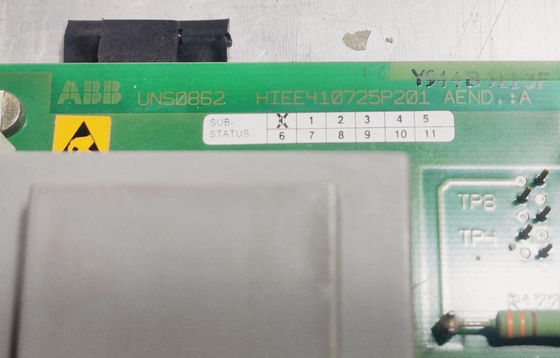 ABB UNS0862 HIEE410725P201 AEND.:A
SUB-STATUS X 1 2 3 4 5
6 7 8 9 10 11
TP8
TP4